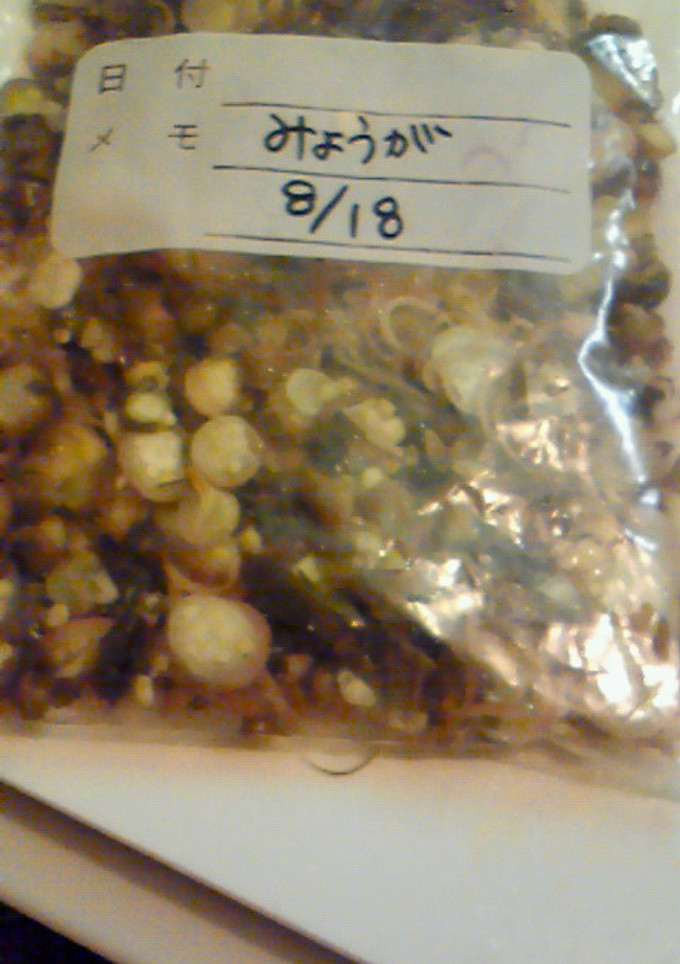 日 付
メ モ みょうが
8/18